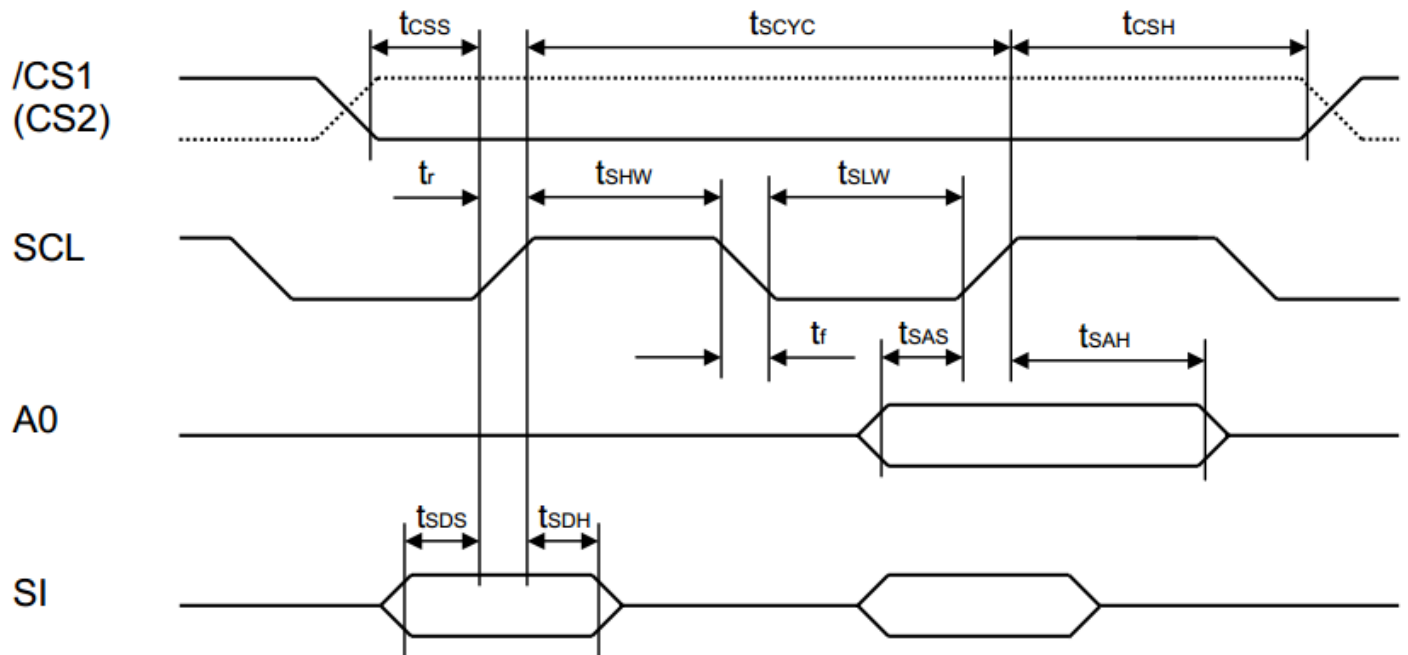 tCSS tSCYC tCSH
/CS1
(CS2)
tr tSHW tSLW
SCL
tf tSAS tSAH
A0
tSDS tSDH
SI